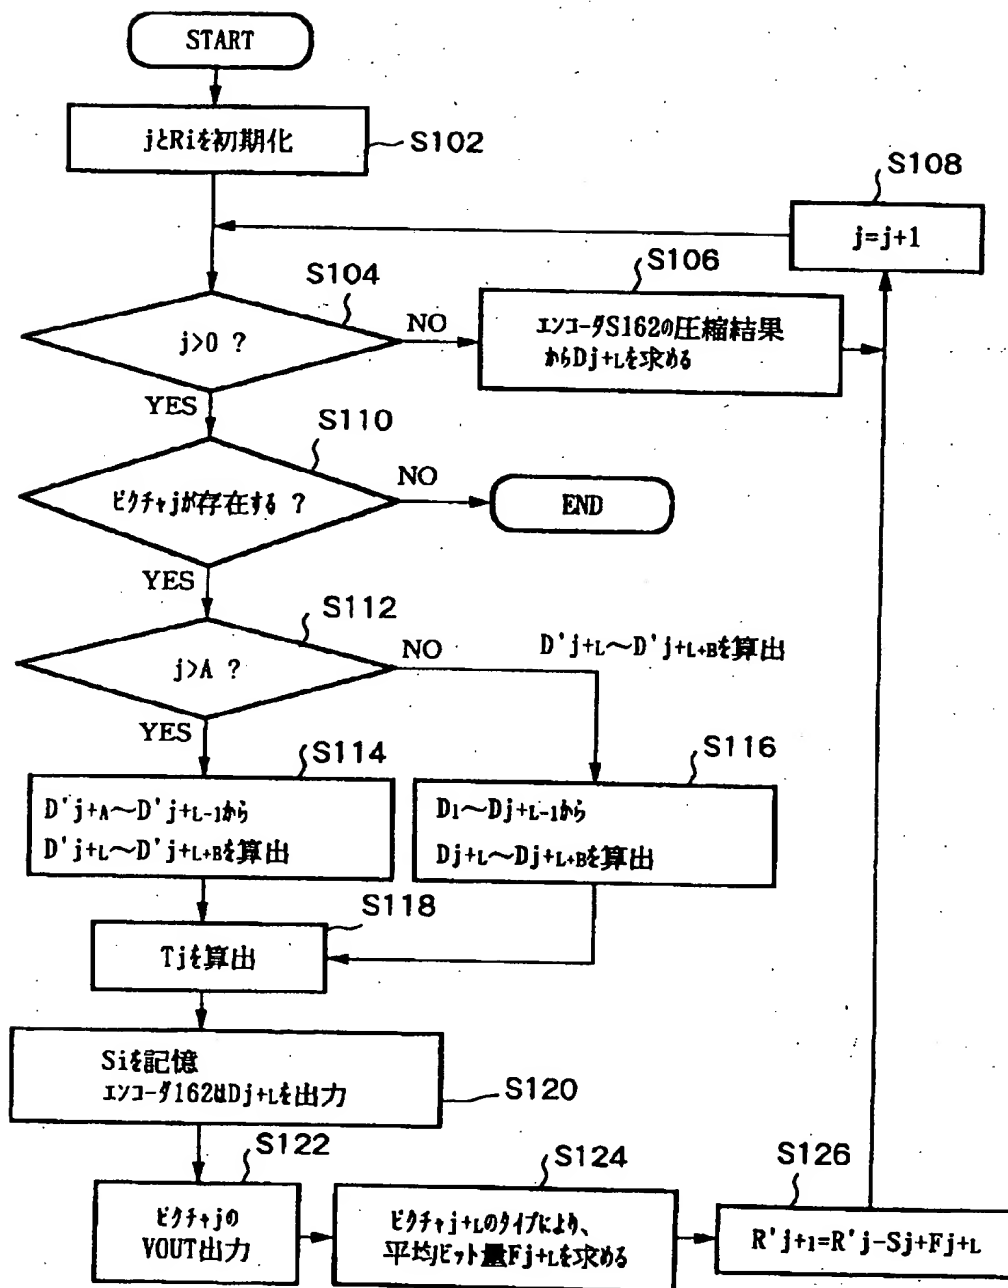 START
jとRiを初期化
S102
S108
j=j+1
S104
j>0 ?
NO
S106
エンコーダS162の圧縮結果
からDj+Lを求める
YES
S110
ピクチャjが存在する ?
NO
END
YES
S112
j>A ?
NO
D'j+L～D'j+L+Bを算出
YES
S114
D'j+A～D'j+L-1から
D'j+L～D'j+L+Bを算出
S116
D1～Dj+L-1から
Dj+L～Dj+L+Bを算出
S118
Tjを算出
Siを記憶
エンコーダ162はDj+Lを出力
S120
S122
ピクチャjの
VOUT出力
S124
ピクチャj+Lのタイプにより、
平均ビット量Fj+Lを求める
S126
R'j+1=R'j-Sj+Fj+L